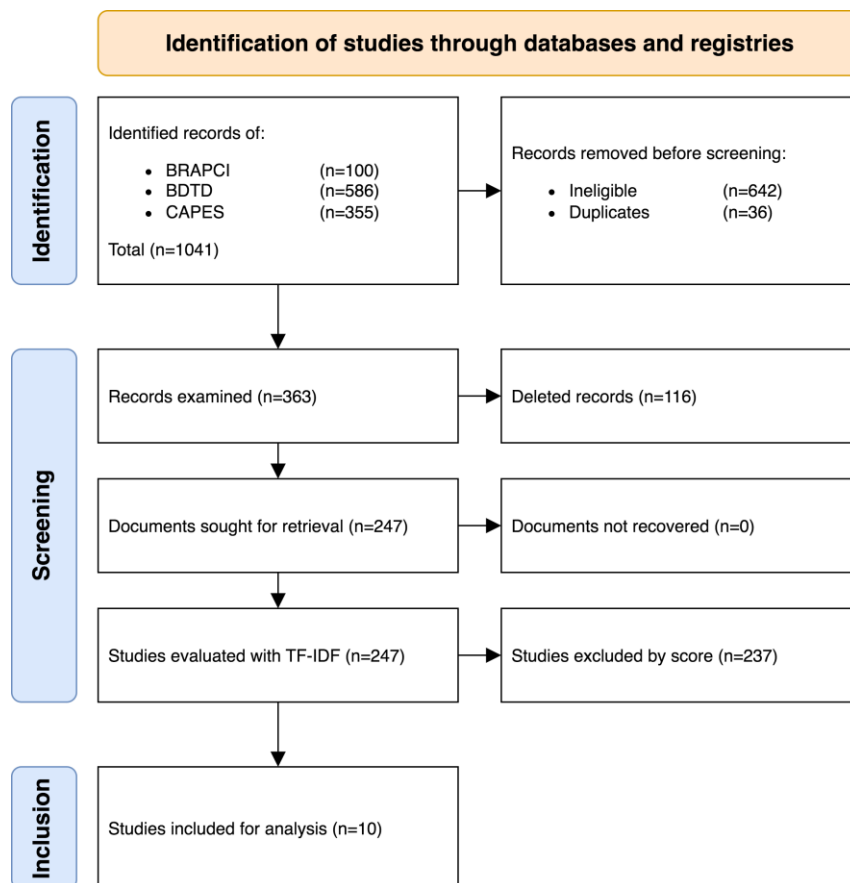 Identification of studies through databases and registries
Identification
Identified records of:
• BRAPCI (n=100)
• BDTD (n=586)
• CAPES (n=355)
Total (n=1041)
Records removed before screening:
• Ineligible (n=642)
• Duplicates (n=36)
Screening
Records examined (n=363)
Deleted records (n=116)
Documents sought for retrieval (n=247)
Documents not recovered (n=0)
Studies evaluated with TF-IDF (n=247)
Studies excluded by score (n=237)
Inclusion
Studies included for analysis (n=10)